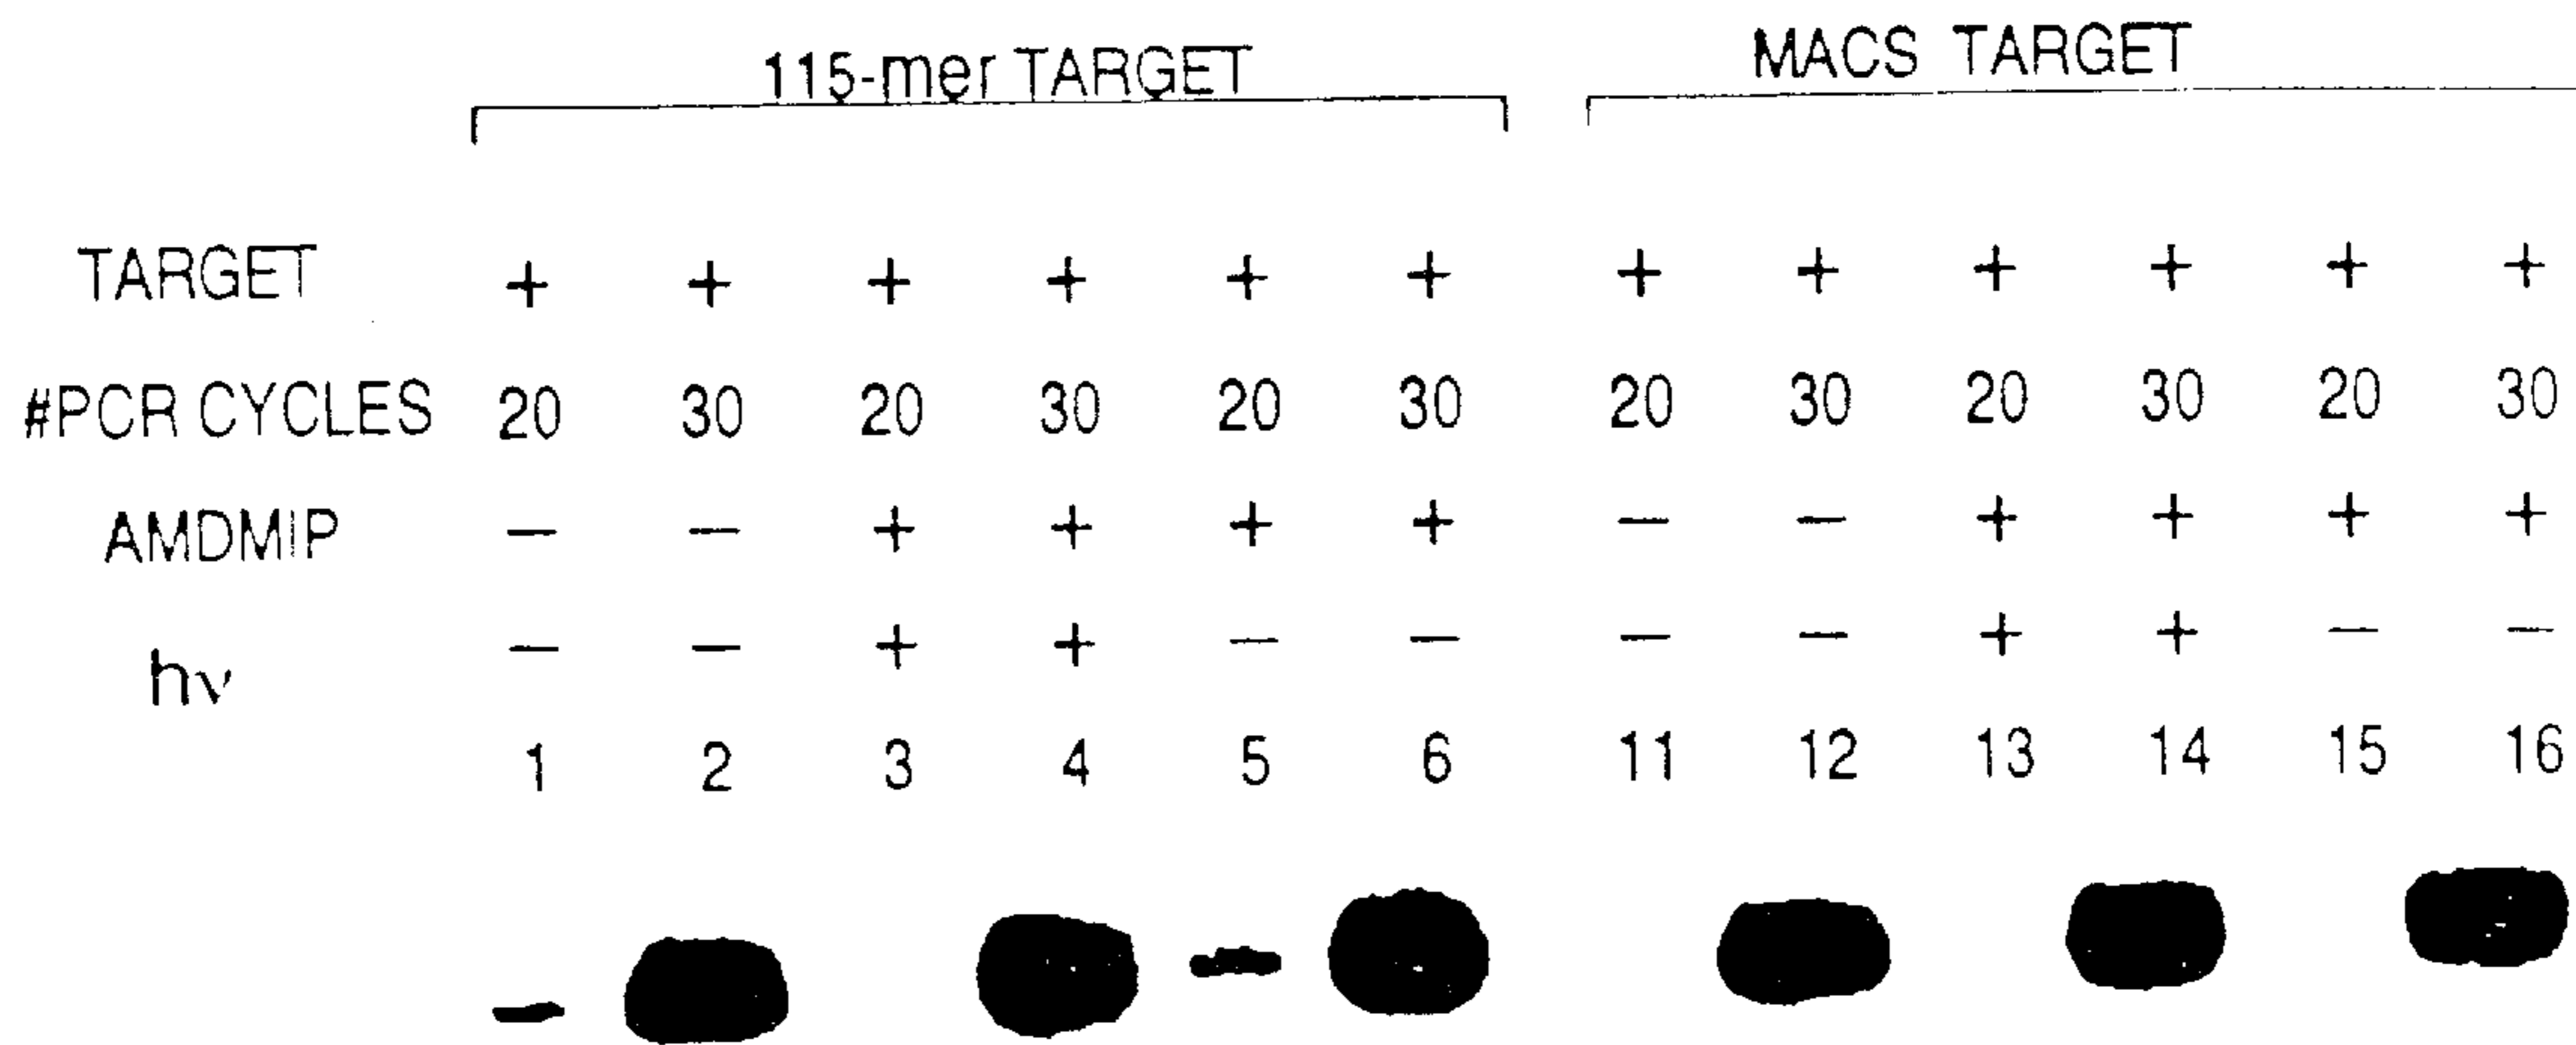 115-mer TARGET MACS TARGET
TARGET + + + + + + + + + + + +
#PCR CYCLES 20 30 20 30 20 30 20 30 20 30 20 30
AMDMIP − − + + + + − − + + + +
hν − − + + − − − − + + − −
1 2 3 4 5 6 11 12 13 14 15 16